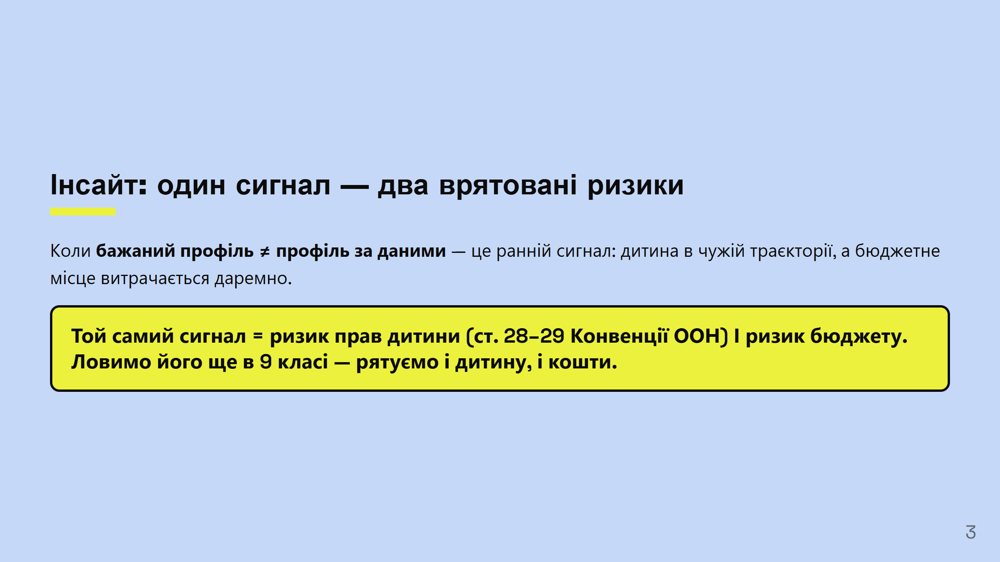 Інсайт: один сигнал — два врятовані ризики
Коли бажаний профіль ≠ профіль за даними — це ранній сигнал: дитина в чужій траєкторії, а бюджетне
місце витрачається даремно.
Той самий сигнал = ризик прав дитини (ст. 28–29 Конвенції ООН) І ризик бюджету.
Ловимо його ще в 9 класі — рятуємо і дитину, і кошти.
3